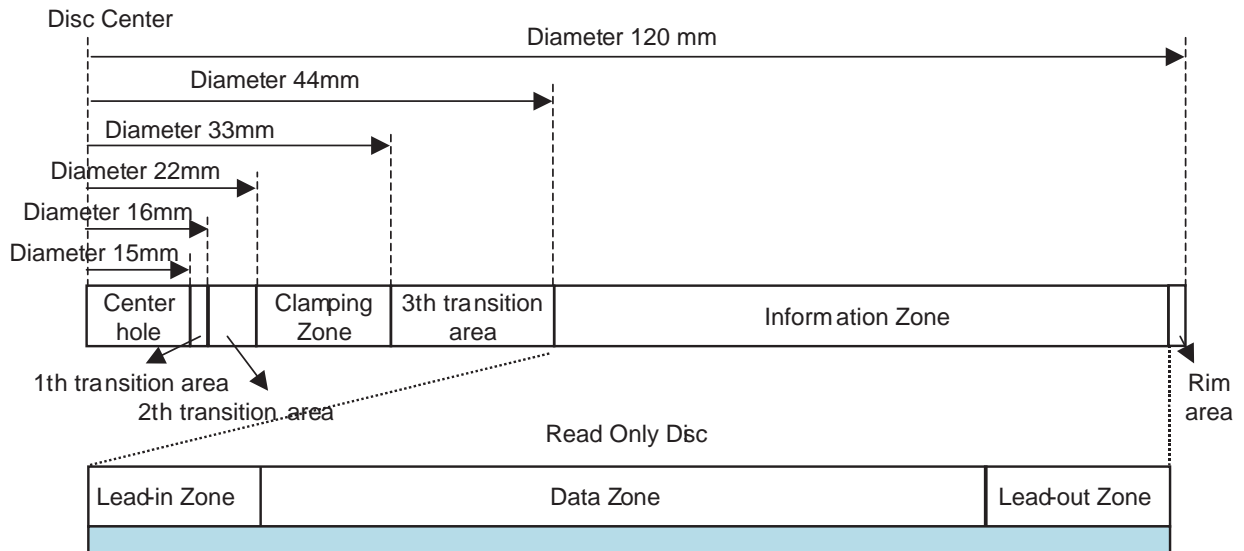 Disc Center
Diameter 120 mm
Diameter 44mm
Diameter 33mm
Diameter 22mm
Diameter 16mm
Diameter 15mm
Center
hole
Clamping
Zone
3th transition
area
Information Zone
1th transition area
2th transition area
Rim
area
Read Only Disc
Lead-in Zone
Data Zone
Lead-out Zone